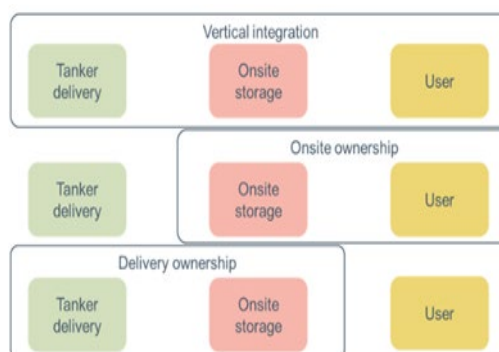 Vertical integration
Tanker
delivery
Onsite
storage
User
Onsite ownership
Tanker
delivery
Onsite
storage
User
Delivery ownership
Tanker
delivery
Onsite
storage
User